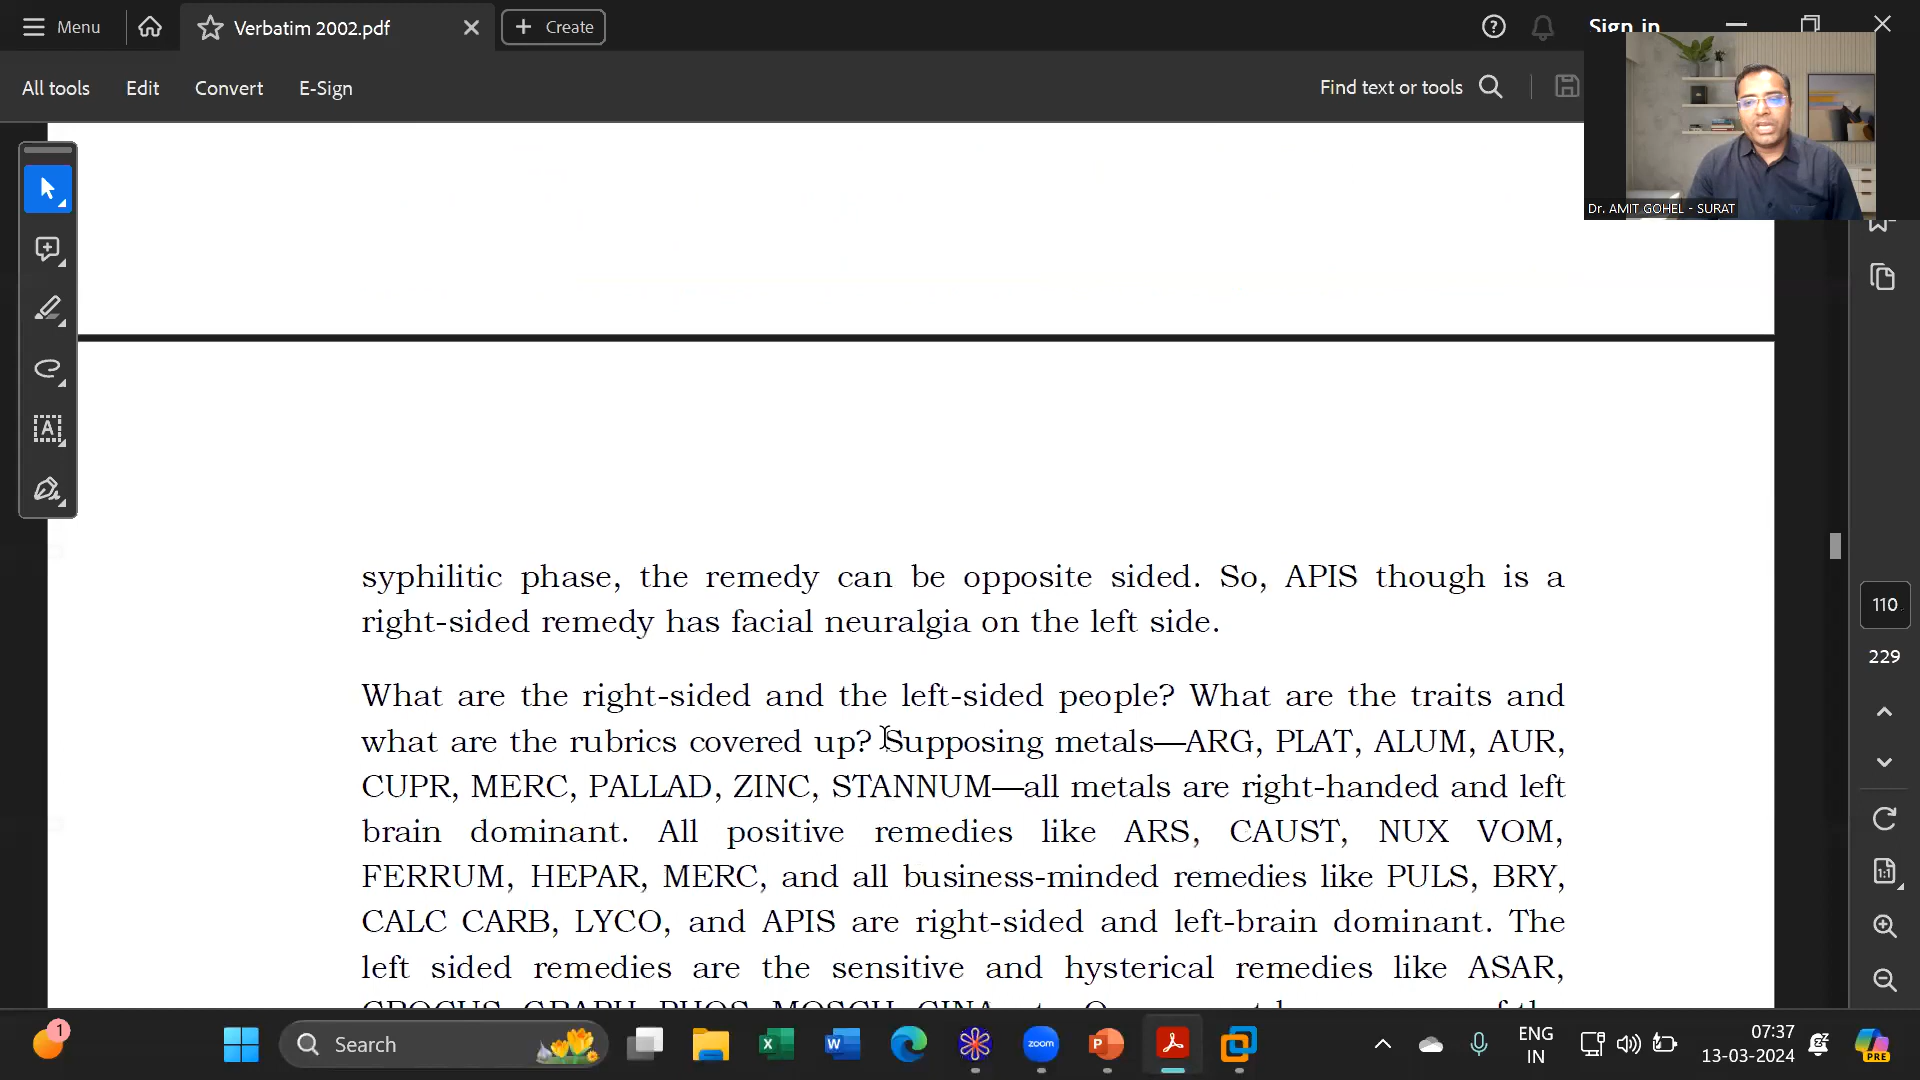 Menu
Verbatim 2002.pdf
Create
Sign in
All tools
Edit
Convert
E-Sign
Find text or tools
Dr. AMIT GOHEL - SURAT
syphilitic phase, the remedy can be opposite sided. So, APIS though is a
right-sided remedy has facial neuralgia on the left side.
What are the right-sided and the left-sided people? What are the traits and
what are the rubrics covered up? Supposing metals—ARG, PLAT, ALUM, AUR,
CUPR, MERC, PALLAD, ZINC, STANNUM—all metals are right-handed and left
brain dominant. All positive remedies like ARS, CAUST, NUX VOM,
FERRUM, HEPAR, MERC, and all business-minded remedies like PULS, BRY,
CALC CARB, LYCO, and APIS are right-sided and left-brain dominant. The
left sided remedies are the sensitive and hysterical remedies like ASAR,
110
229
1:1
1
Search
zoom
ENG
IN
07:37
13-03-2024
PRE